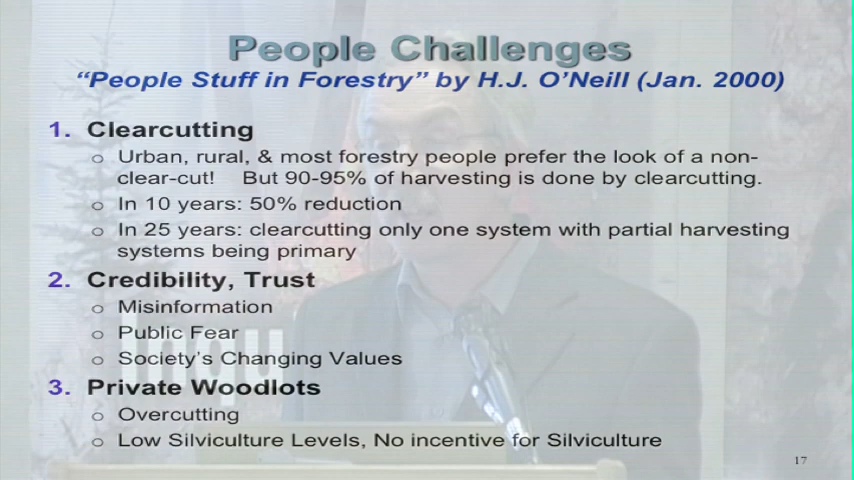 People Challenges
“People Stuff in Forestry” by H.J. O’Neill (Jan. 2000)
1. Clearcutting
o Urban, rural, & most forestry people prefer the look of a non-
clear-cut! But 90-95% of harvesting is done by clearcutting.
o In 10 years: 50% reduction
o In 25 years: clearcutting only one system with partial harvesting
systems being primary
2. Credibility, Trust
o Misinformation
o Public Fear
o Society’s Changing Values
3. Private Woodlots
o Overcutting
o Low Silviculture Levels, No incentive for Silviculture
17